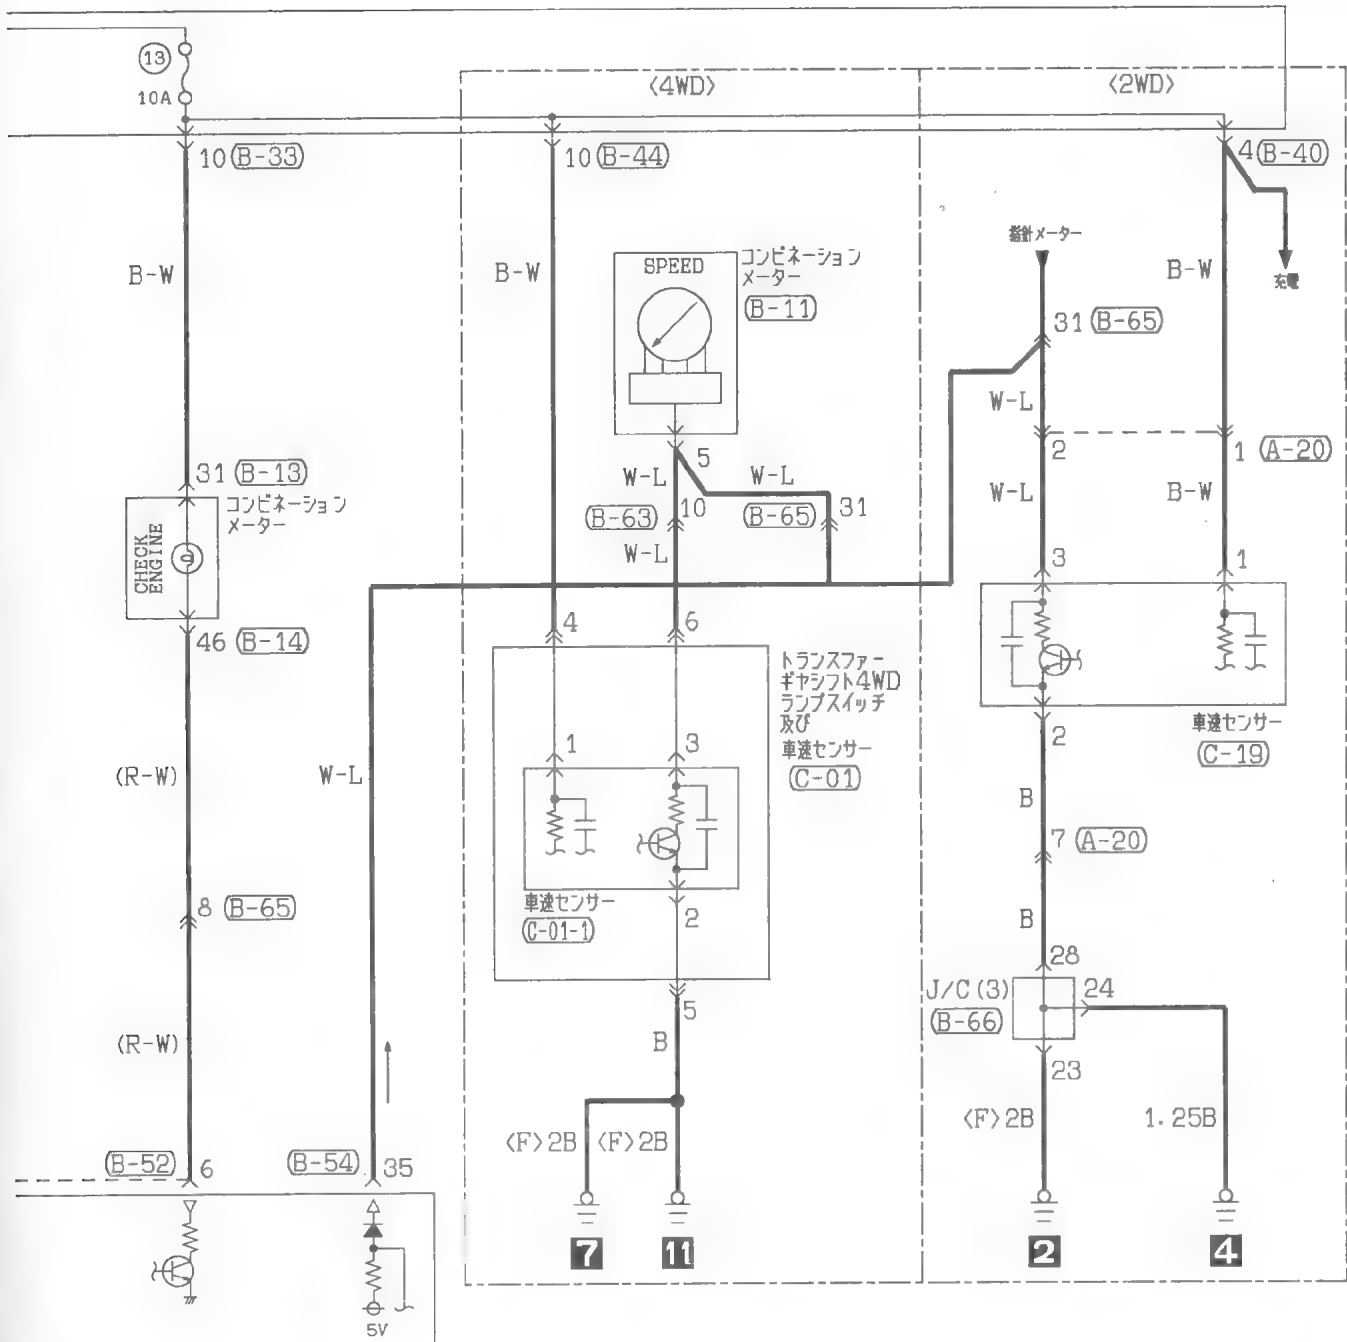 13
10A
〈4WD〉
〈2WD〉
10 B-33
10 B-44
4 B-40
指針メーター
充電
B-W
B-W
B-W
SPEED
コンビネーション
メーター
B-11
31 B-65
W-L
2
1 A-20
5
W-L
W-L
W-L
B-W
31 B-13
コンビネーション
メーター
CHECK
ENGINE
B-63 10
B-65 31
W-L
3
1
4
6
46 B-14
トランスファー
ギヤシフト4WD
ランプスイッチ
及び
車速センサー
C-01
2
車速センサー
C-19
1
3
(R-W)
W-L
B
7 A-20
車速センサー
C-01-1
2
8 B-65
B
28
J/C(3)
B-66
24
5
B
(R-W)
23
〈F〉2B
1.25B
〈F〉2B
〈F〉2B
B-52 6
B-54 35
7
11
2
4
5V